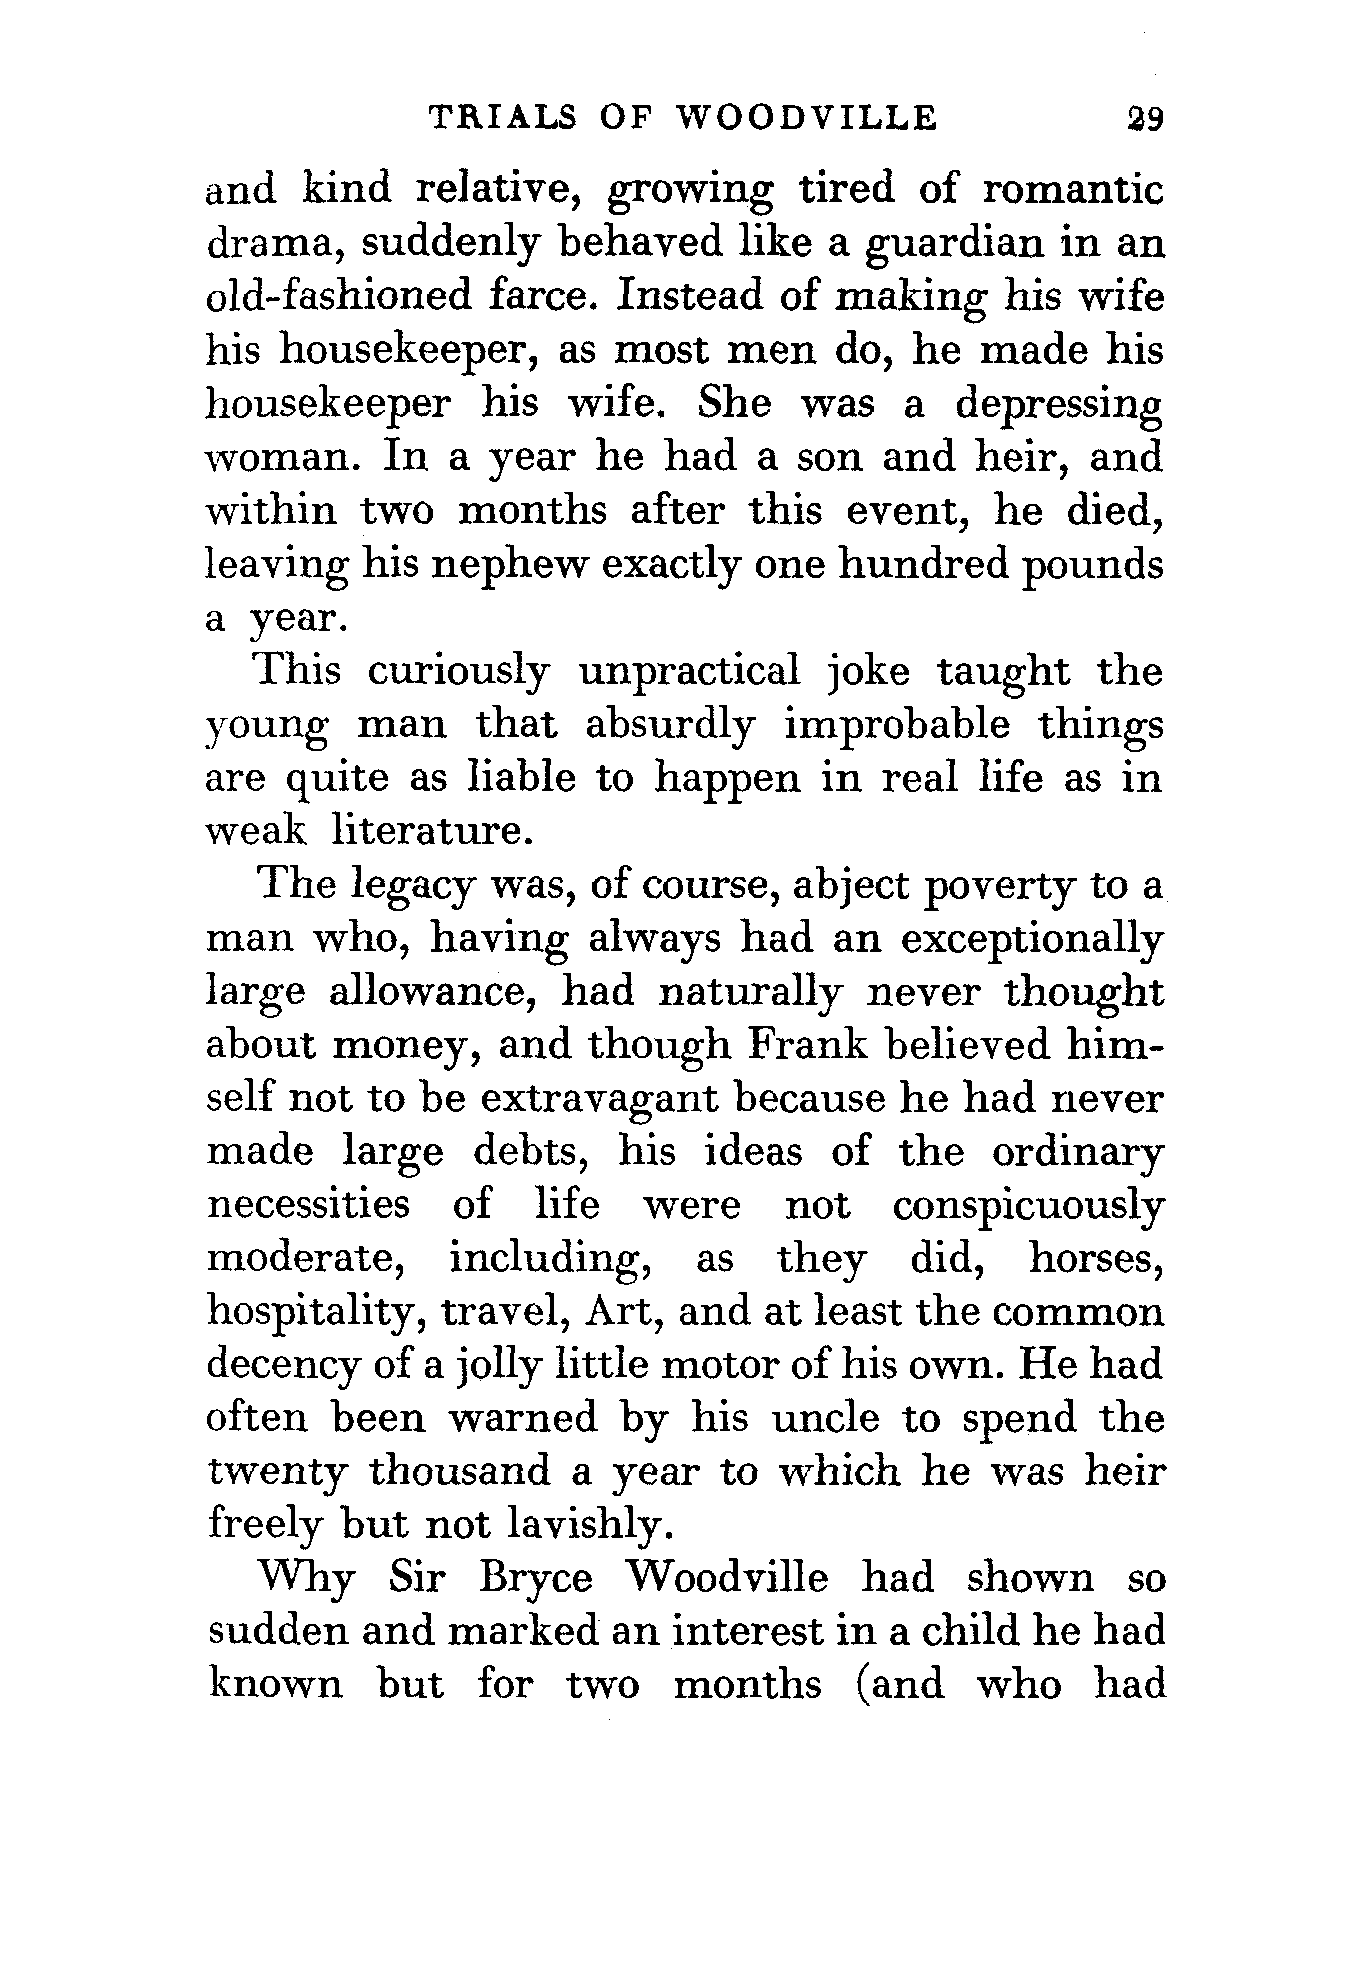 TRIALS OF WOODVILLE 29
and kind relative, growing tired of romantic
drama, suddenly behaved like a guardian in an
old-fashioned farce. Instead of making his wife
his housekeeper, as most men do, he made his
housekeeper his wife. She was a depressing
woman. In a year he had a son and heir, and
within two months after this event, he died,
leaving his nephew exactly one hundred pounds
a year.
This curiously unpractical joke taught the
young man that absurdly improbable things
are quite as liable to happen in real life as in
weak literature.
The legacy was, of course, abject poverty to a
man who, having always had an exceptionally
large allowance, had naturally never thought
about money, and though Frank believed him-
self not to be extravagant because he had never
made large debts, his ideas of the ordinary
necessities of life were not conspicuously
moderate, including, as they did, horses,
hospitality, travel, Art, and at least the common
decency of a jolly little motor of his own. He had
often been warned by his uncle to spend the
twenty thousand a year to which he was heir
freely but not lavishly.
Why Sir Bryce Woodville had shown so
sudden and marked an interest in a child he had
known but for two months (and who had